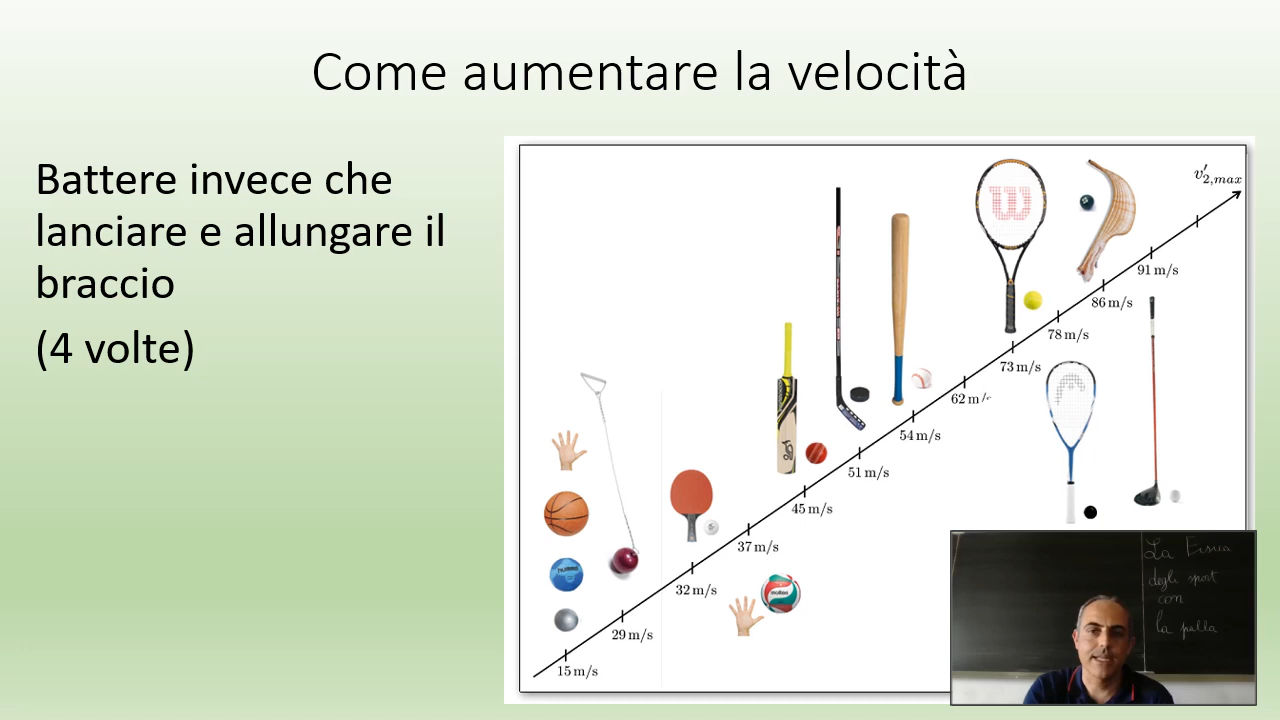 Come aumentare la velocità
Battere invece che
lanciare e allungare il
braccio
(4 volte)
v′2,max
91 m/s
86 m/s
78 m/s
73 m/s
62 m/s
54 m/s
51 m/s
45 m/s
37 m/s
32 m/s
29 m/s
15 m/s
molten
La Fisica
degli sport
con
la palla